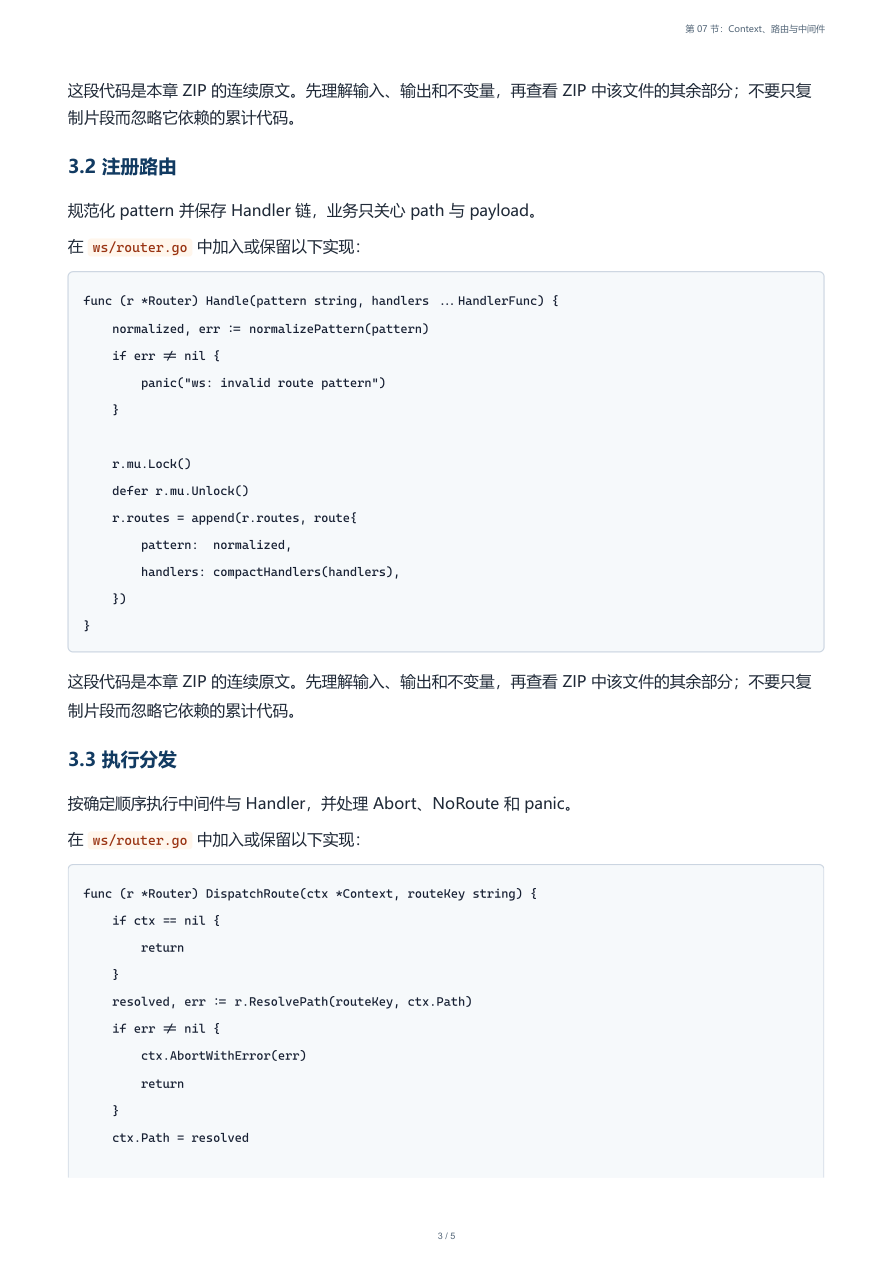 第 07 节：Context、路由与中间件
这段代码是本章 ZIP 的连续原文。先理解输入、输出和不变量，再查看 ZIP 中该文件的其余部分；不要只复
制片段而忽略它依赖的累计代码。
3.2 注册路由
规范化 pattern 并保存 Handler 链，业务只关心 path 与 payload。
在 ws/router.go 中加入或保留以下实现：
func (r *Router) Handle(pattern string, handlers ...HandlerFunc) {
    normalized, err := normalizePattern(pattern)
    if err != nil {
        panic("ws: invalid route pattern")
    }
    r.mu.Lock()
    defer r.mu.Unlock()
    r.routes = append(r.routes, route{
        pattern:  normalized,
        handlers: compactHandlers(handlers),
    })
}
这段代码是本章 ZIP 的连续原文。先理解输入、输出和不变量，再查看 ZIP 中该文件的其余部分；不要只复
制片段而忽略它依赖的累计代码。
3.3 执行分发
按确定顺序执行中间件与 Handler，并处理 Abort、NoRoute 和 panic。
在 ws/router.go 中加入或保留以下实现：
func (r *Router) DispatchRoute(ctx *Context, routeKey string) {
    if ctx == nil {
        return
    }
    resolved, err := r.ResolvePath(routeKey, ctx.Path)
    if err != nil {
        ctx.AbortWithError(err)
        return
    }
    ctx.Path = resolved
3 / 5